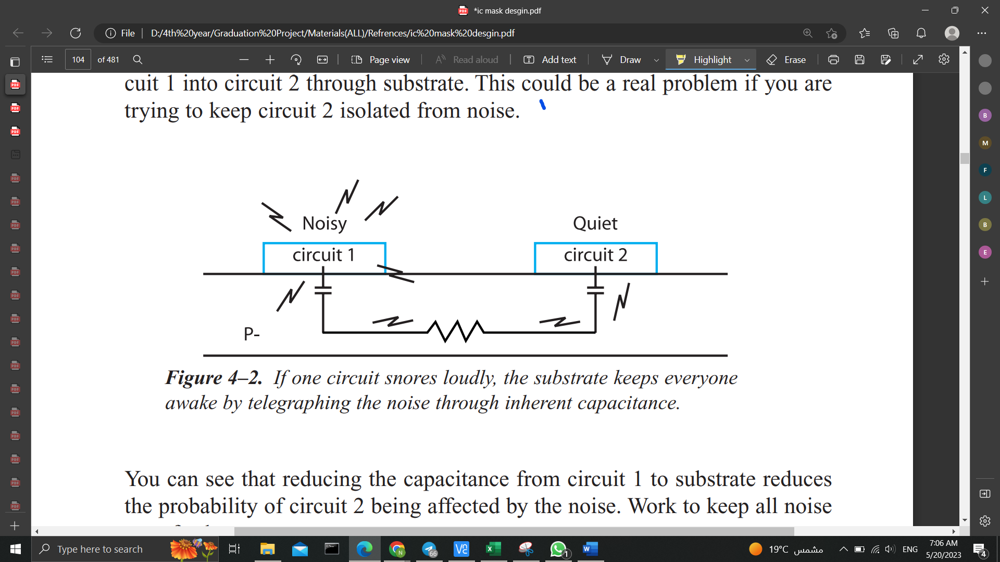 *ic mask desgin.pdf
File
D:/4th%20year/Graduation%20Project/Materials(ALL)/Refrences/ic%20mask%20desgin.pdf
104 of 481
Page view
Read aloud
Add text
Draw
Highlight
Erase
cuit 1 into circuit 2 through substrate. This could be a real problem if you are
trying to keep circuit 2 isolated from noise.
Noisy
Quiet
circuit 1
circuit 2
P-
Figure 4–2. If one circuit snores loudly, the substrate keeps everyone
awake by telegraphing the noise through inherent capacitance.
You can see that reducing the capacitance from circuit 1 to substrate reduces
the probability of circuit 2 being affected by the noise. Work to keep all noise
B
M
F
L
B
E
Type here to search
66
1
19°C مشمس
ENG
7:06 AM
5/20/2023
4